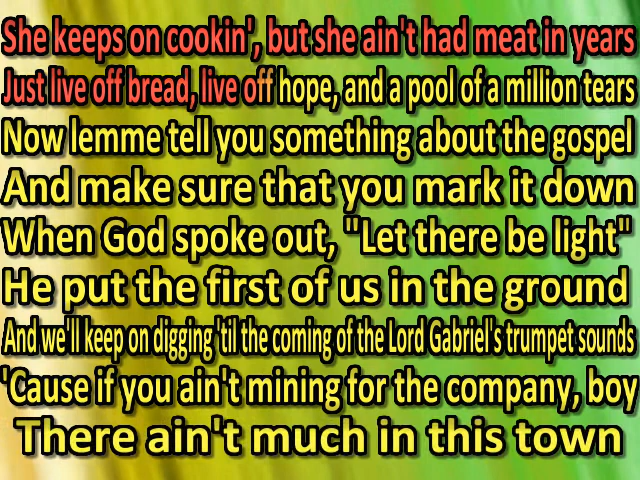 She keeps on cookin', but she ain't had meat in years
Just live off bread, live off hope, and a pool of a million tears
Now lemme tell you something about the gospel
And make sure that you mark it down
When God spoke out, "Let there be light"
He put the first of us in the ground
And we'll keep on digging 'til the coming of the Lord Gabriel's trumpet sounds
'Cause if you ain't mining for the company, boy
There ain't much in this town